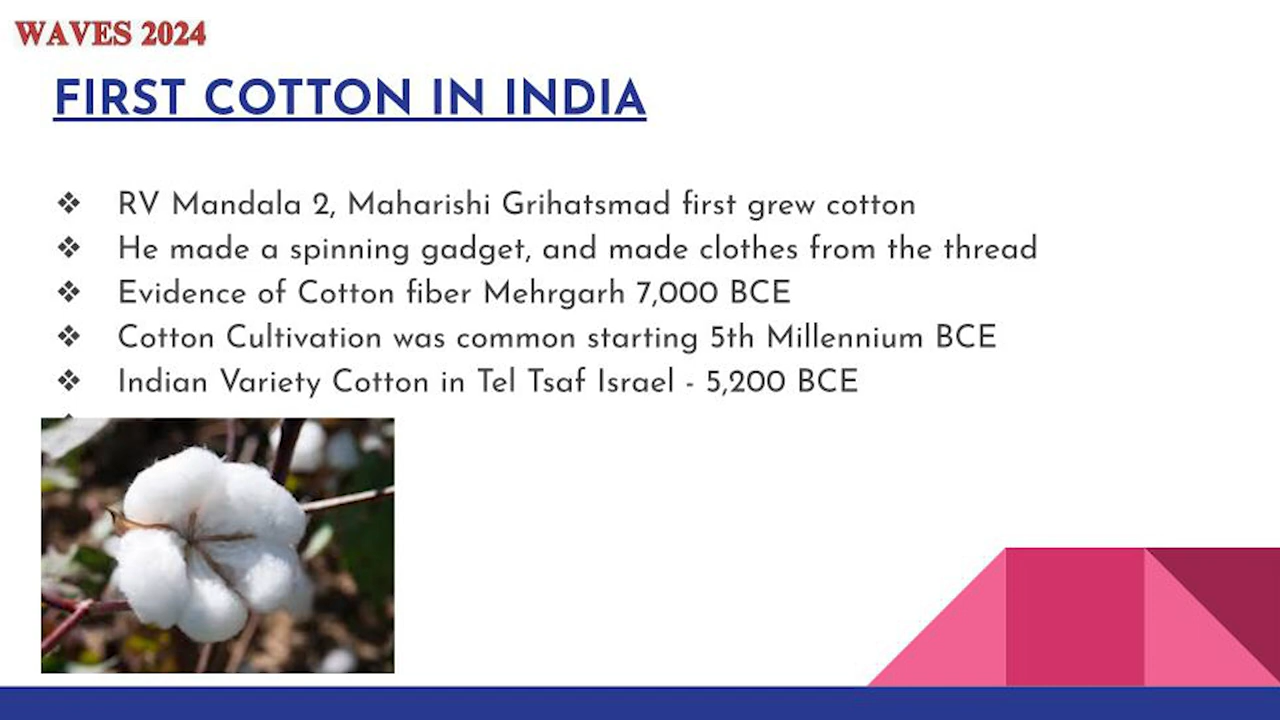 WAVES 2024
FIRST COTTON IN INDIA
❖ RV Mandala 2, Maharishi Grihatsmad first grew cotton
❖ He made a spinning gadget, and made clothes from the thread
❖ Evidence of Cotton fiber Mehrgarh 7,000 BCE
❖ Cotton Cultivation was common starting 5th Millennium BCE
❖ Indian Variety Cotton in Tel Tsaf Israel - 5,200 BCE